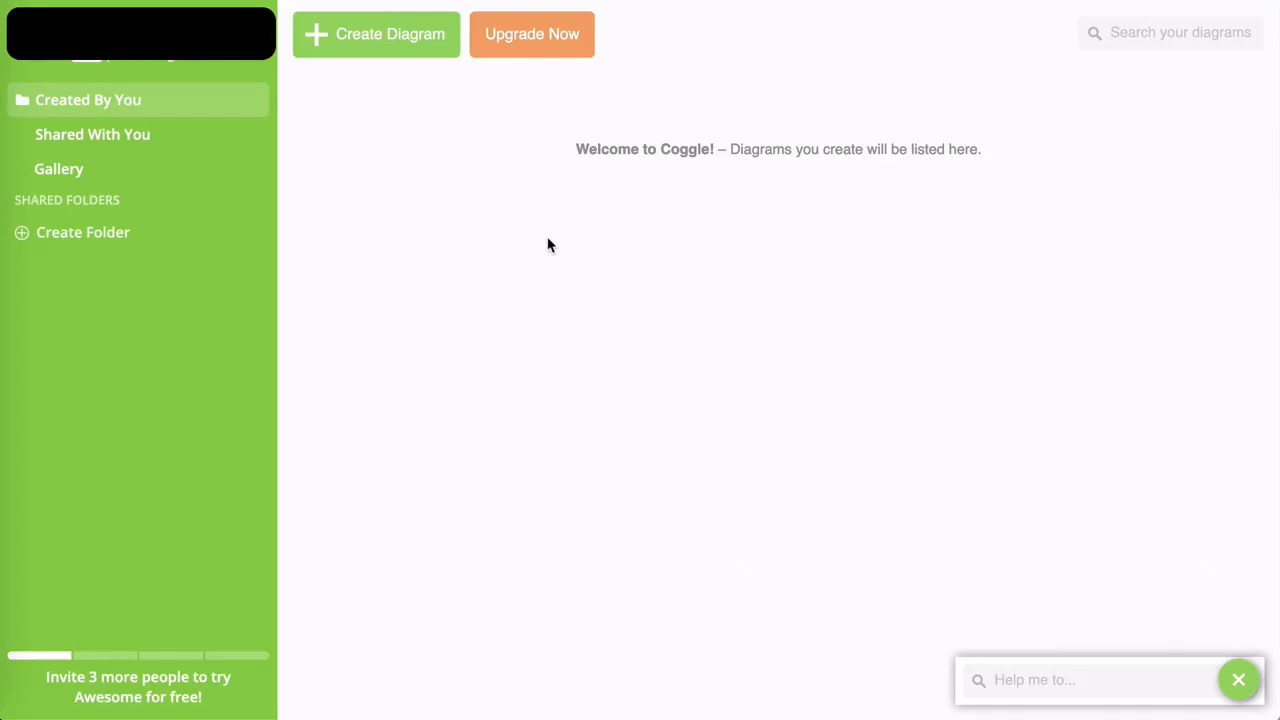 Create Diagram
Upgrade Now
Search your diagrams
Created By You
Shared With You
Gallery
SHARED FOLDERS
Create Folder
Welcome to Coggle! – Diagrams you create will be listed here.
Invite 3 more people to try
Awesome for free!
Help me to...